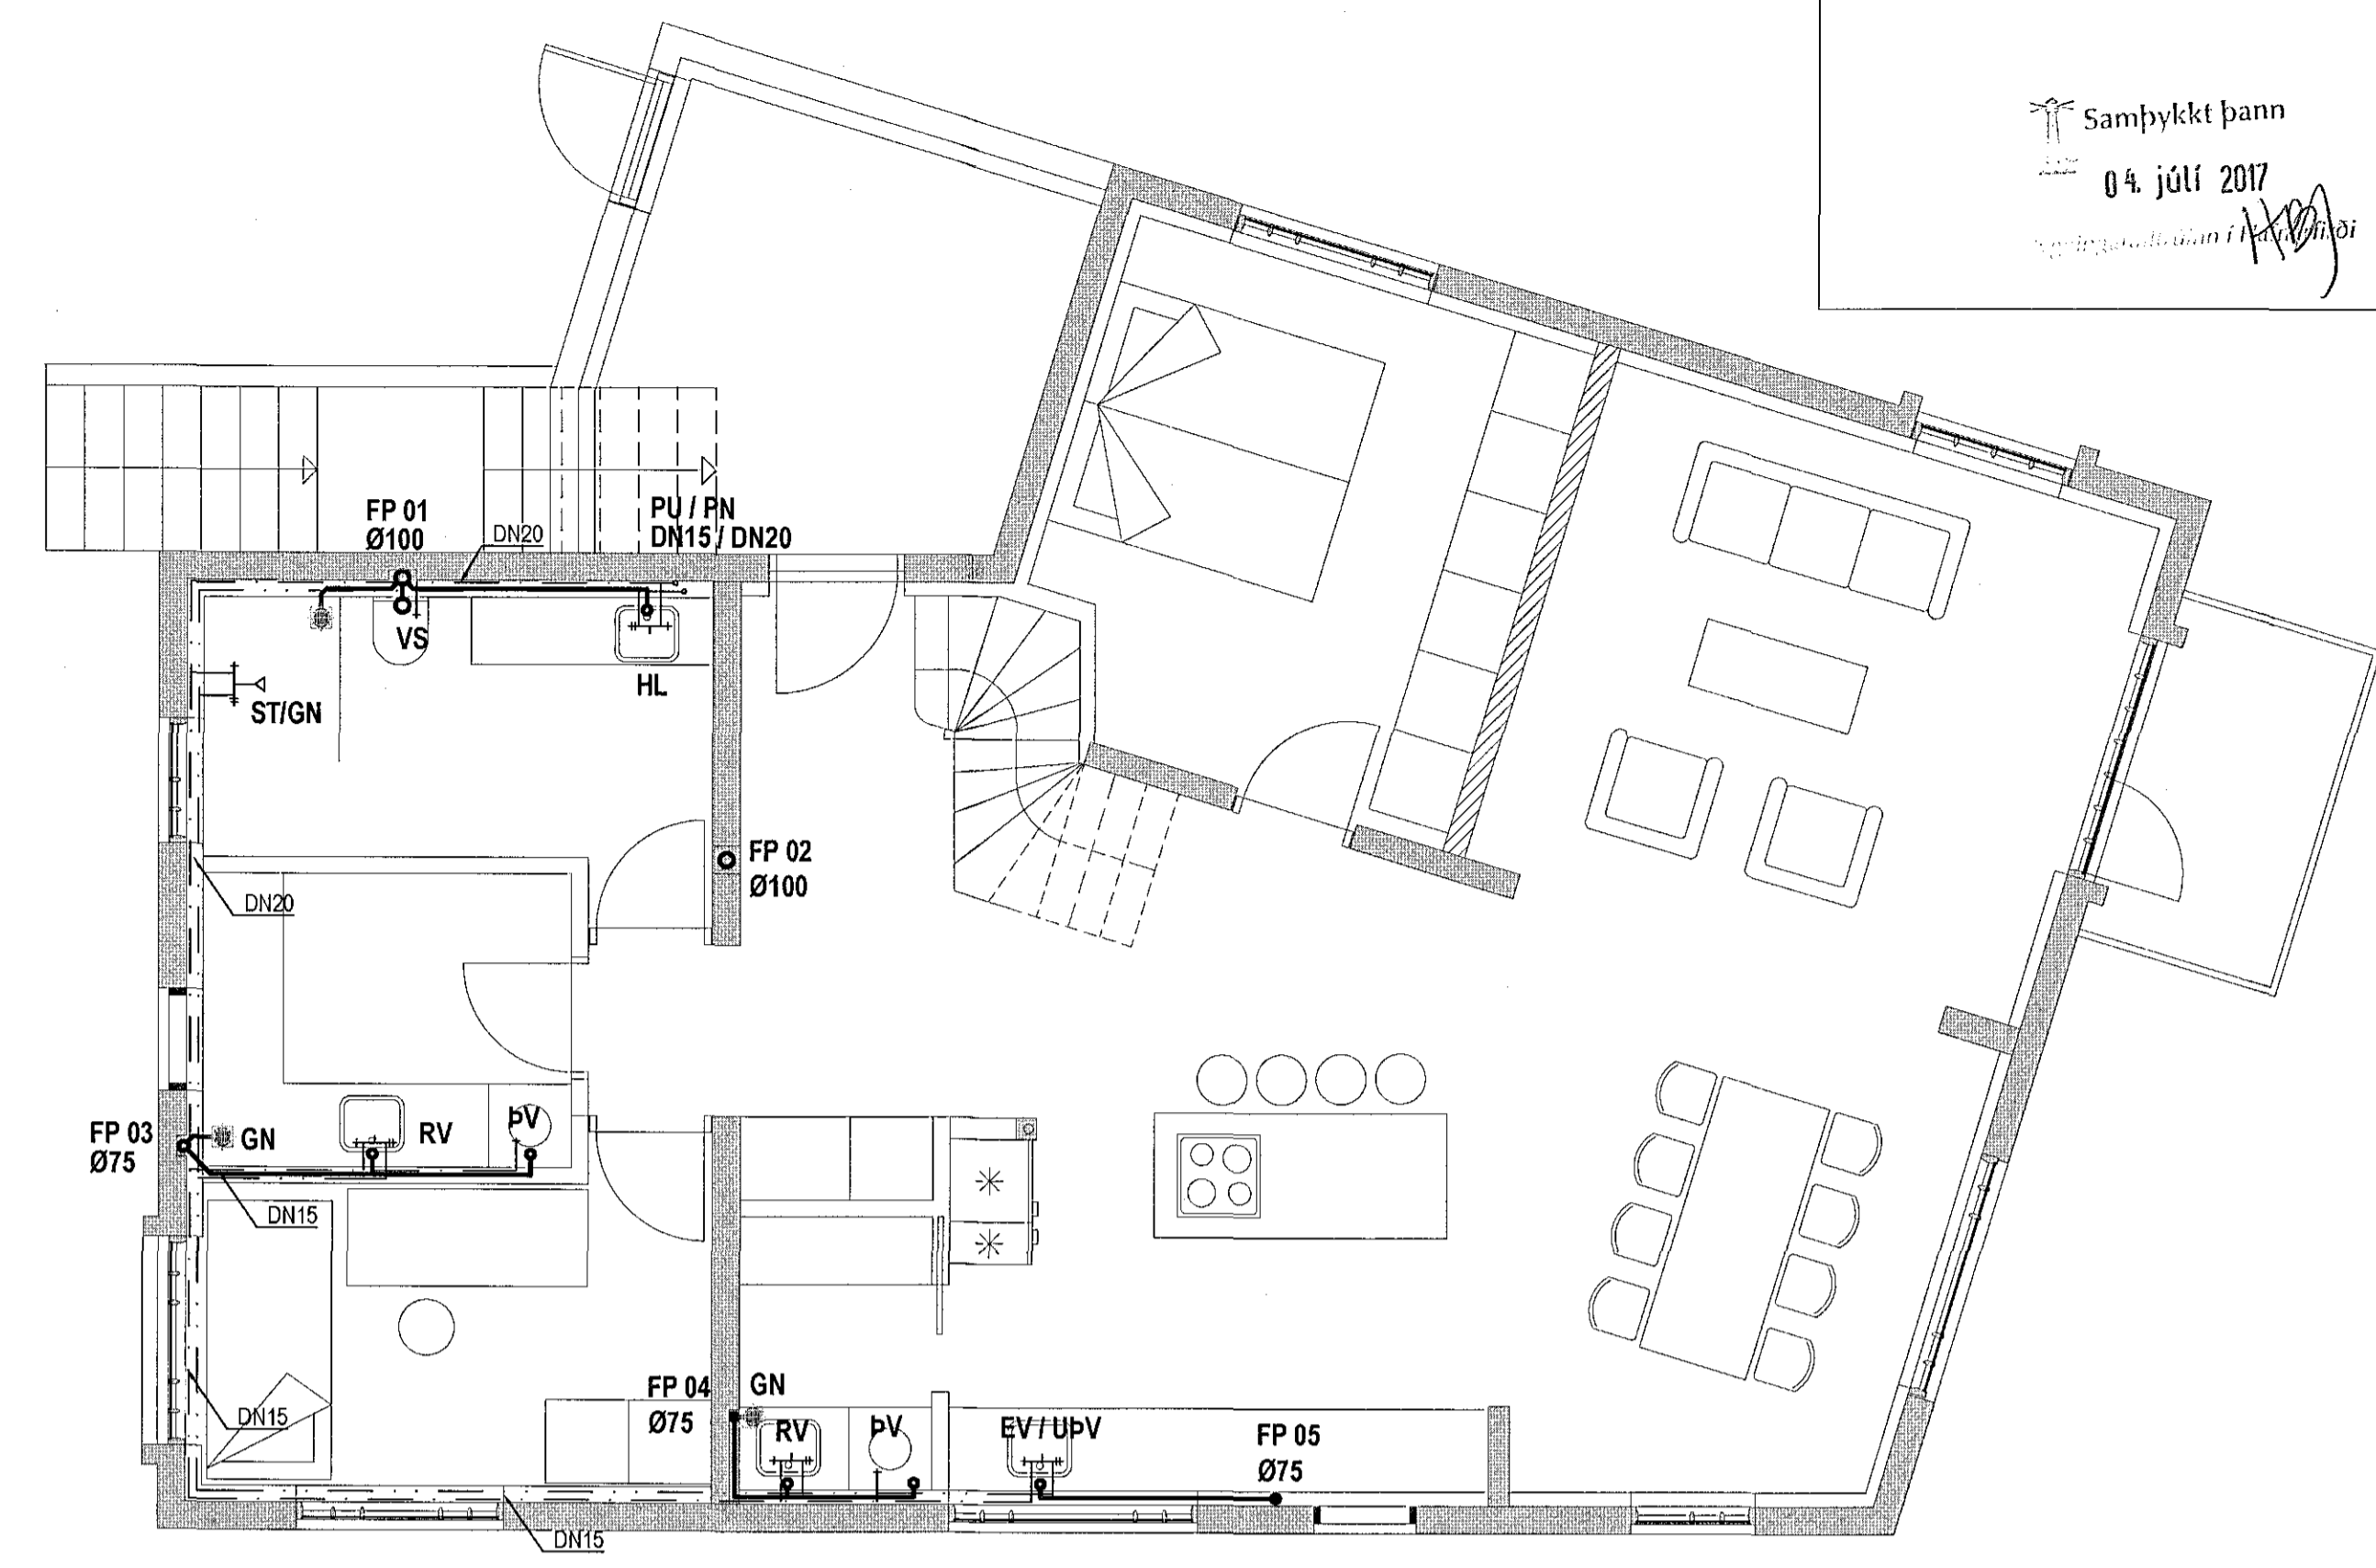 Samþykkt þann
04. júlí 2017
FP 01
Ø100
DN20
PU / PN
DN15 / DN20
VS
HL
ST/GN
FP 02
Ø100
DN20
FP 03
Ø75
GN
RV
ÞV
DN15
DN15
FP 04
Ø75
GN
RV
ÞV
EV / UÞV
FP 05
Ø75
DN15